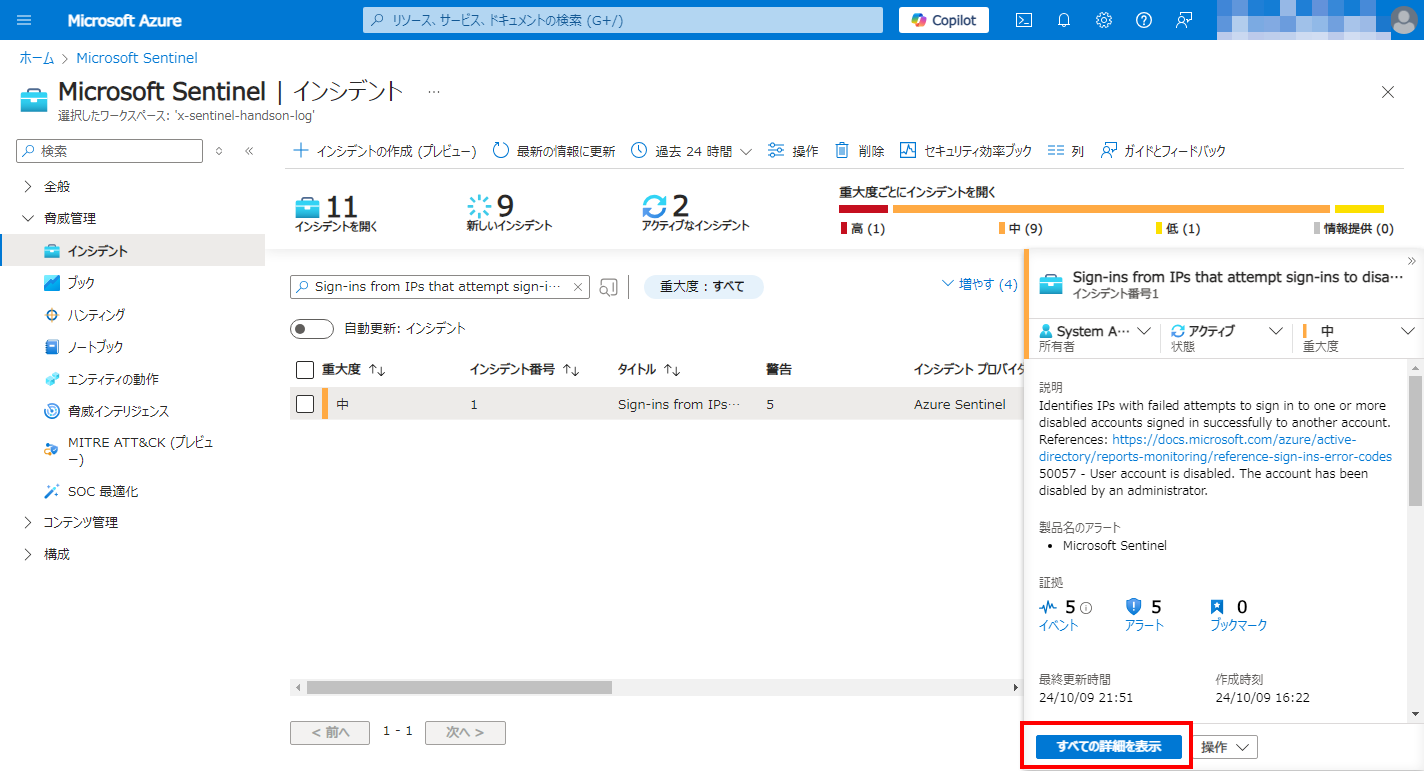 Microsoft Azure
リソース、サービス、ドキュメントの検索 (G+/)
Copilot
ホーム > Microsoft Sentinel
Microsoft Sentinel | インシデント …
選択したワークスペース: 'x-sentinel-handson-log'
検索
全般
脅威管理
インシデント
ブック
ハンティング
ノートブック
エンティティの動作
脅威インテリジェンス
MITRE ATT&CK (プレビュ
ー)
SOC 最適化
コンテンツ管理
構成
インシデントの作成 (プレビュー) 最新の情報に更新 過去 24 時間 操作 削除 セキュリティ効率ブック 列 ガイドとフィードバック
11
インシデントを開く
9
新しいインシデント
2
アクティブなインシデント
重大度ごとにインシデントを開く
高 (1) 中 (9) 低 (1) 情報提供 (0)
Sign-ins from IPs that attempt sign-i…
重大度 : すべて
増やす (4)
自動更新: インシデント
重大度 インシデント番号 タイトル 警告 インシデント プロバイダ
中 1 Sign-ins from IPs… 5 Azure Sentinel
< 前へ 1 - 1 次へ >
Sign-ins from IPs that attempt sign-ins to disa…
インシデント番号1
System A… アクティブ 中
所有者 状態 重大度
説明
Identifies IPs with failed attempts to sign in to one or more
disabled accounts signed in successfully to another account.
References: https://docs.microsoft.com/azure/active-
directory/reports-monitoring/reference-sign-ins-error-codes
50057 - User account is disabled. The account has been
disabled by an administrator.
製品名のアラート
• Microsoft Sentinel
証拠
5 5 0
イベント アラート ブックマーク
最終更新時間 作成時刻
24/10/09 21:51 24/10/09 16:22
すべての詳細を表示 操作